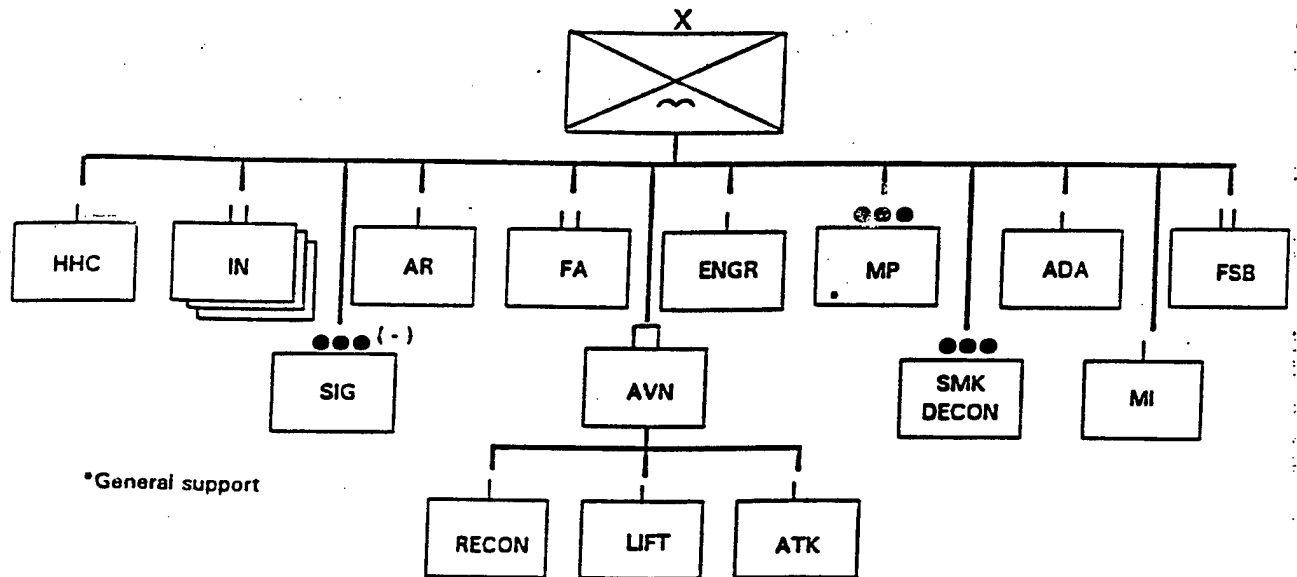 X
HHC
IN
AR
FA
ENGR
MP
*
ADA
FSB
(-)
SIG
AVN
SMK
DECON
MI
*General support
RECON
LIFT
ATK